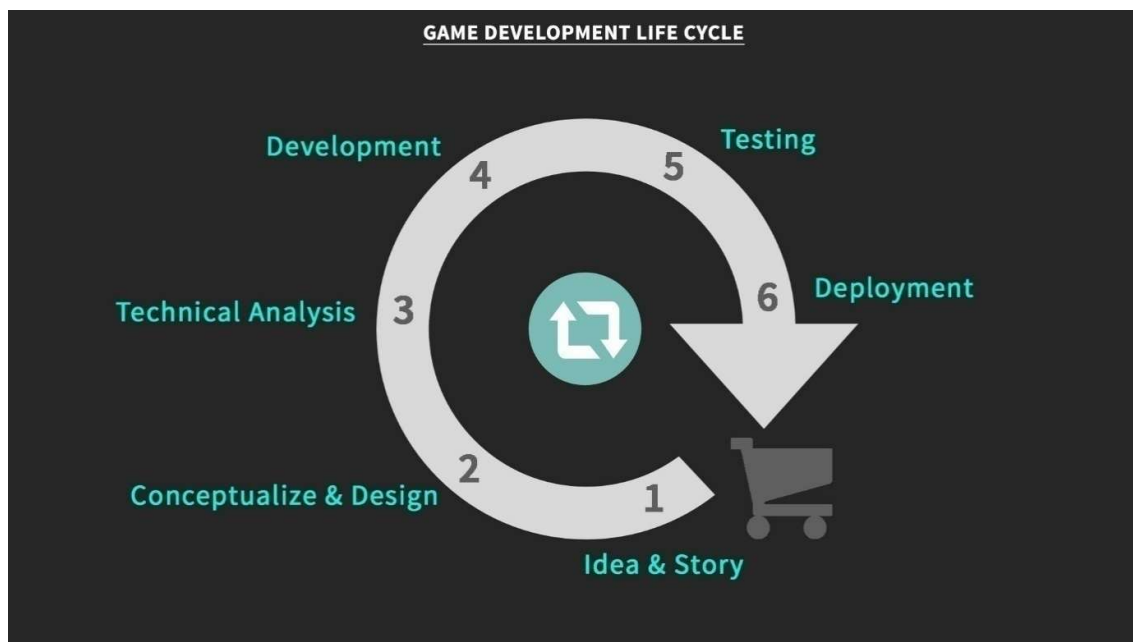 GAME DEVELOPMENT LIFE CYCLE
1
Idea & Story
2
Conceptualize & Design
3
Technical Analysis
4
Development
5
Testing
6
Deployment